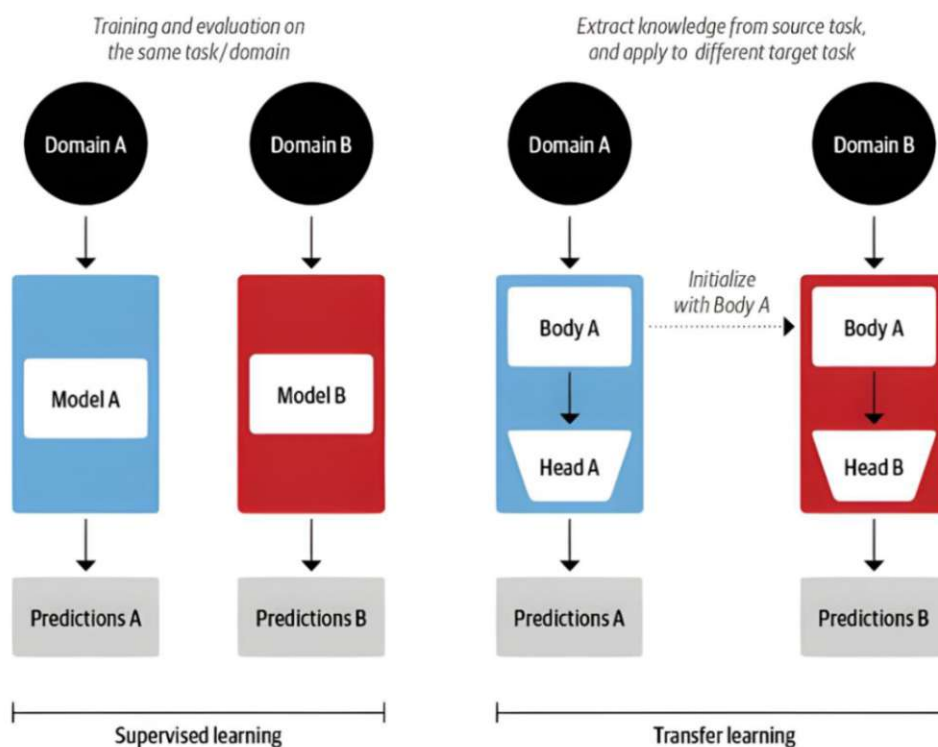 Training and evaluation on
the same task/domain
Extract knowledge from source task,
and apply to different target task
Domain A
Domain B
Domain A
Domain B
Initialize
with Body A
Model A
Model B
Body A
Head A
Body A
Head B
Predictions A
Predictions B
Predictions A
Predictions B
Supervised learning
Transfer learning